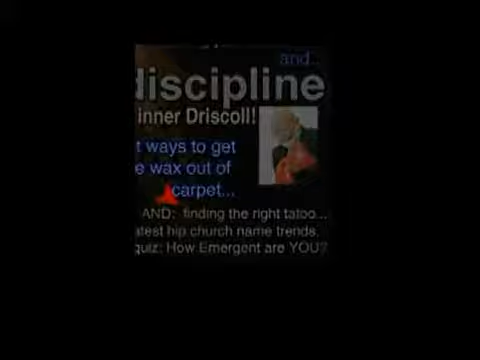 and..
discipline
inner Driscoll!
t ways to get
e wax out of
carpet...
AND: finding the right tatoo...
atest hip church name trends.
quiz: How Emergent are YOU?